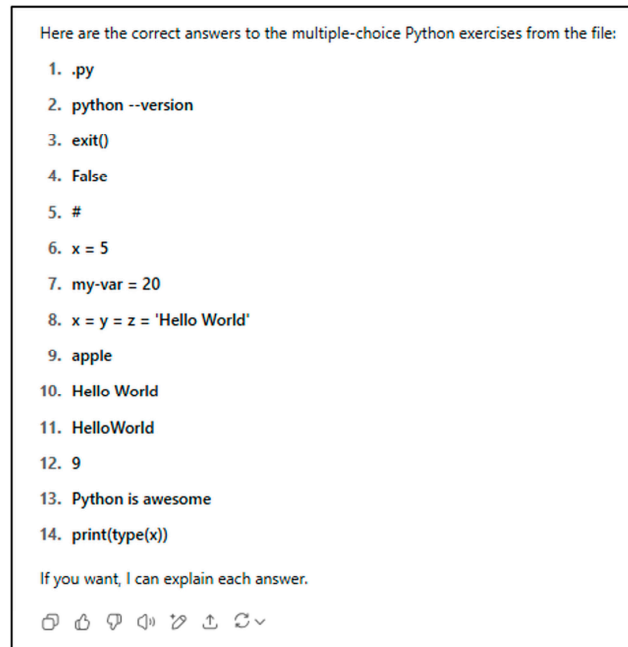 Here are the correct answers to the multiple-choice Python exercises from the file:
1. .py
2. python --version
3. exit()
4. False
5. #
6. x = 5
7. my-var = 20
8. x = y = z = 'Hello World'
9. apple
10. Hello World
11. HelloWorld
12. 9
13. Python is awesome
14. print(type(x))
If you want, I can explain each answer.